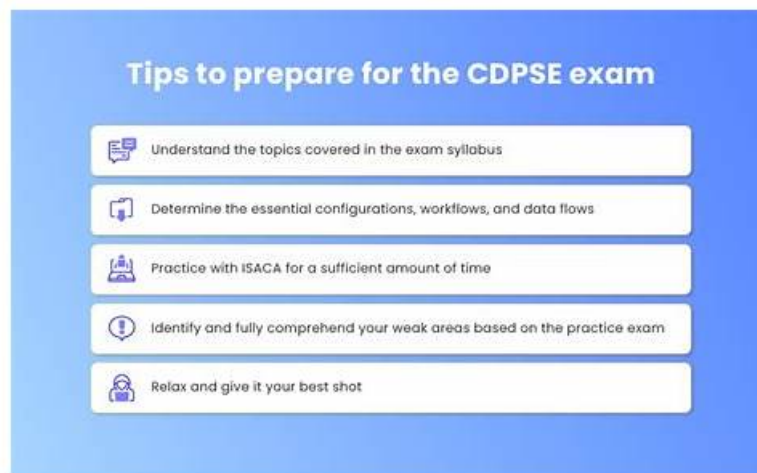 Tips to prepare for the CDPSE exam
Understand the topics covered in the exam syllabus
Determine the essential configurations, workflows, and data flows
Practice with ISACA for a sufficient amount of time
Identify and fully comprehend your weak areas based on the practice exam
Relax and give it your best shot